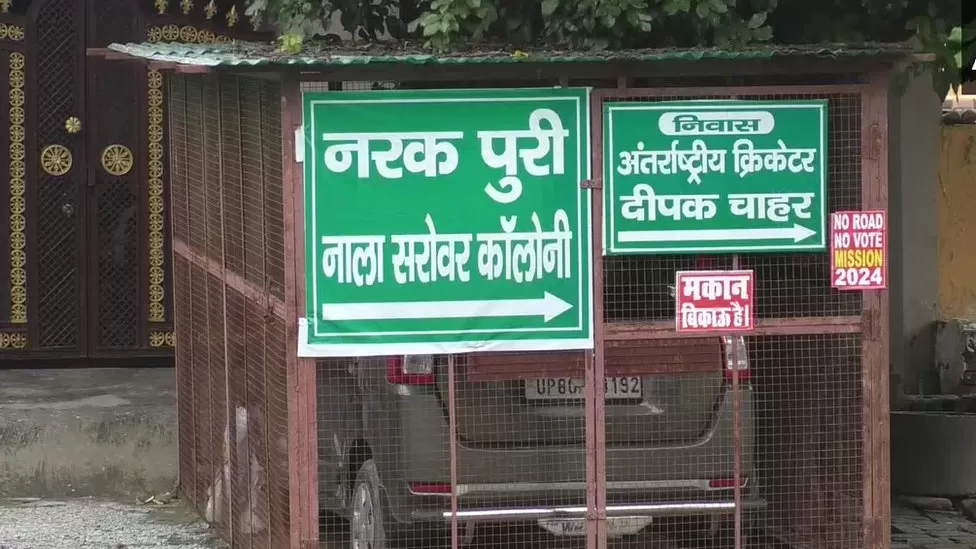 नरक पुरी
नाला सरोवर कॉलोनी
निवास
अंतर्राष्ट्रीय क्रिकेटर
दीपक चाहर
NO ROAD
NO VOTE
MISSION
2024
मकान
बिकाऊ है।